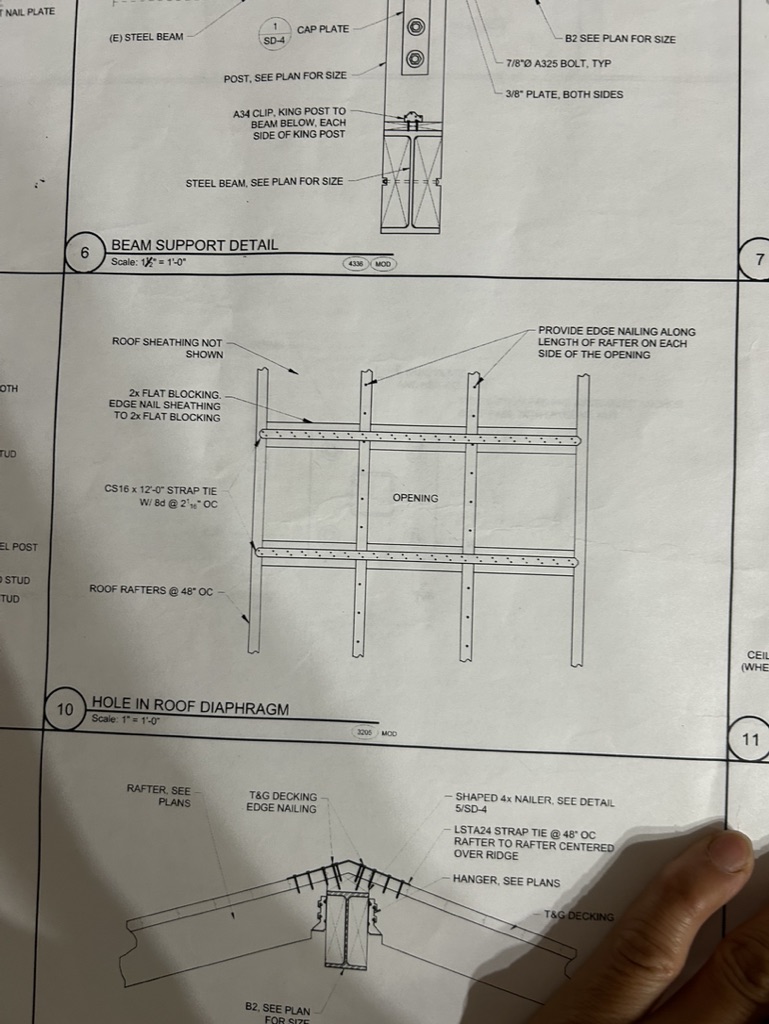 T NAIL PLATE
(E) STEEL BEAM
1
SD-4
CAP PLATE
B2 SEE PLAN FOR SIZE
7/8"Ø A325 BOLT, TYP
POST, SEE PLAN FOR SIZE
3/8" PLATE, BOTH SIDES
A34 CLIP, KING POST TO
BEAM BELOW, EACH
SIDE OF KING POST
STEEL BEAM, SEE PLAN FOR SIZE
6
BEAM SUPPORT DETAIL
Scale: 1½" = 1'-0"
4336
MOD
7
ROOF SHEATHING NOT
SHOWN
PROVIDE EDGE NAILING ALONG
LENGTH OF RAFTER ON EACH
SIDE OF THE OPENING
OTH
2x FLAT BLOCKING.
EDGE NAIL SHEATHING
TO 2x FLAT BLOCKING
TUD
CS16 x 12'-0" STRAP TIE
W/ 8d @ 2 1/16" OC
OPENING
EL POST
STUD
TUD
ROOF RAFTERS @ 48" OC
CEIL
(WHE
10
HOLE IN ROOF DIAPHRAGM
Scale: 1" = 1'-0"
3205
MOD
11
RAFTER, SEE
PLANS
T&G DECKING
EDGE NAILING
SHAPED 4x NAILER, SEE DETAIL
5/SD-4
LSTA24 STRAP TIE @ 48" OC
RAFTER TO RAFTER CENTERED
OVER RIDGE
HANGER, SEE PLANS
T&G DECKING
B2, SEE PLAN
FOR SIZE